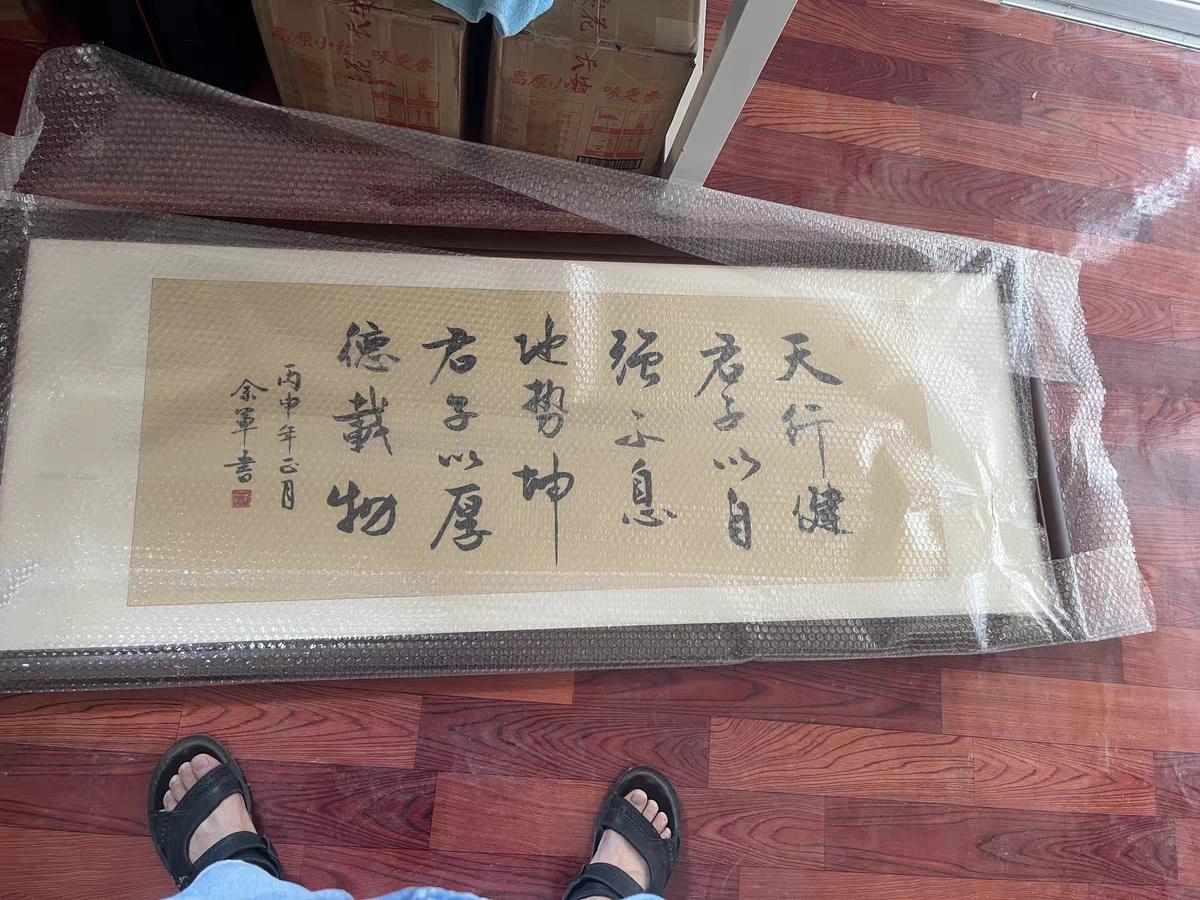 天行健
君子以自
强不息
地势坤
君子以厚
德载物
丙申年正月
余军书
高原小粒 味更香
高原小粒 味更香